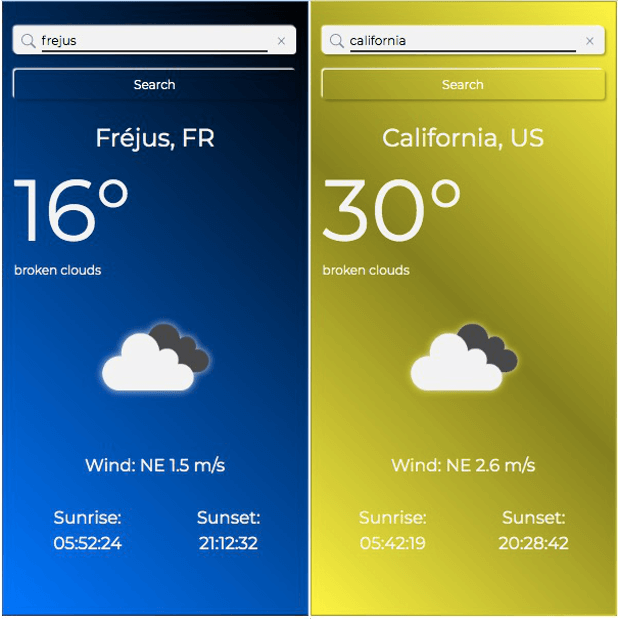 frejus
Search
Fréjus, FR
16°
broken clouds
Wind: NE 1.5 m/s
Sunrise: Sunset:
05:52:24 21:12:32
california
Search
California, US
30°
broken clouds
Wind: NE 2.6 m/s
Sunrise: Sunset:
05:42:19 20:28:42